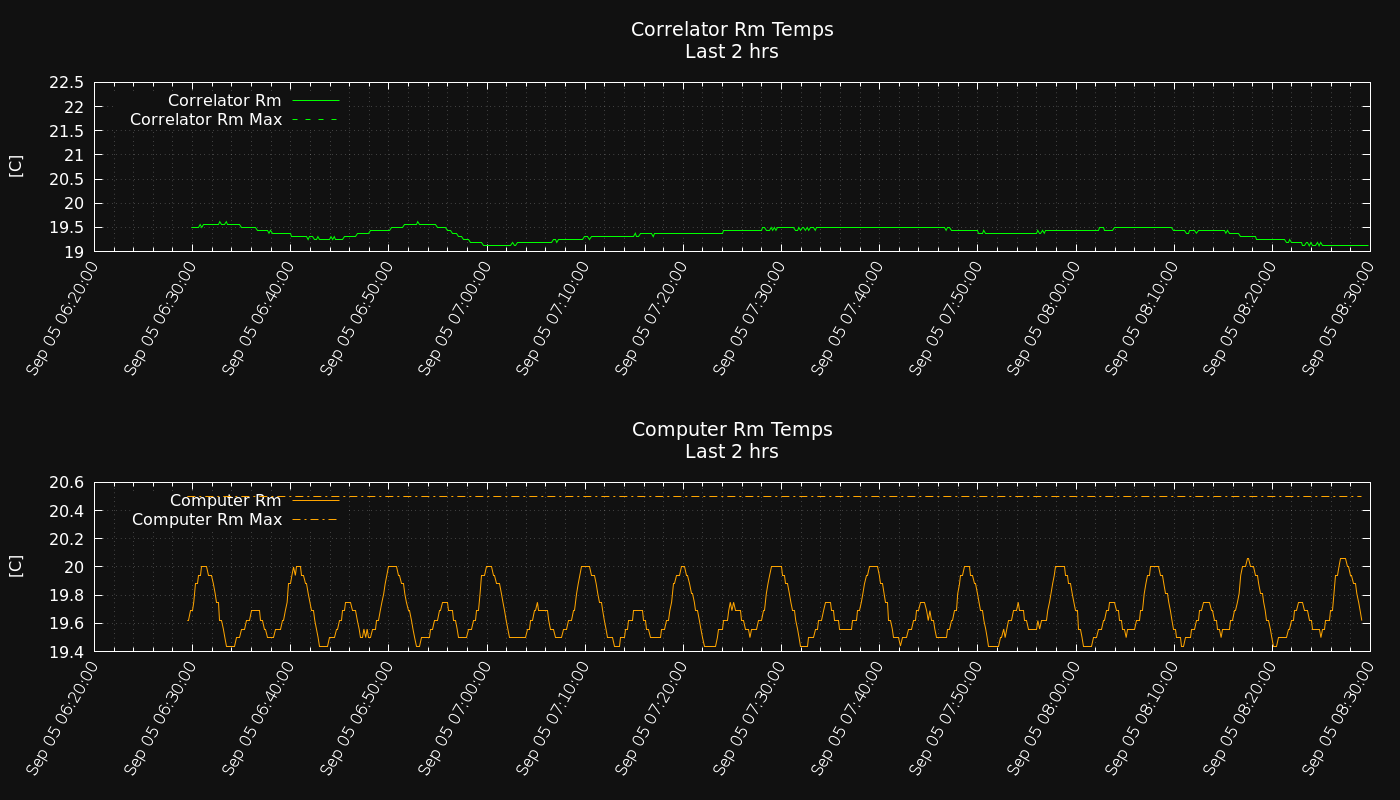 Correlator Rm Temps
Last 2 hrs
22.5
22
21.5
21
20.5
20
19.5
19
[C]
Correlator Rm
Correlator Rm Max
Sep 05 06:20:00
Sep 05 06:30:00
Sep 05 06:40:00
Sep 05 06:50:00
Sep 05 07:00:00
Sep 05 07:10:00
Sep 05 07:20:00
Sep 05 07:30:00
Sep 05 07:40:00
Sep 05 07:50:00
Sep 05 08:00:00
Sep 05 08:10:00
Sep 05 08:20:00
Sep 05 08:30:00
Computer Rm Temps
Last 2 hrs
20.6
20.4
20.2
20
19.8
19.6
19.4
[C]
Computer Rm
Computer Rm Max
Sep 05 06:20:00
Sep 05 06:30:00
Sep 05 06:40:00
Sep 05 06:50:00
Sep 05 07:00:00
Sep 05 07:10:00
Sep 05 07:20:00
Sep 05 07:30:00
Sep 05 07:40:00
Sep 05 07:50:00
Sep 05 08:00:00
Sep 05 08:10:00
Sep 05 08:20:00
Sep 05 08:30:00